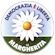 DEMOCRAZIA È LIBERTÀ
MARGHERITA